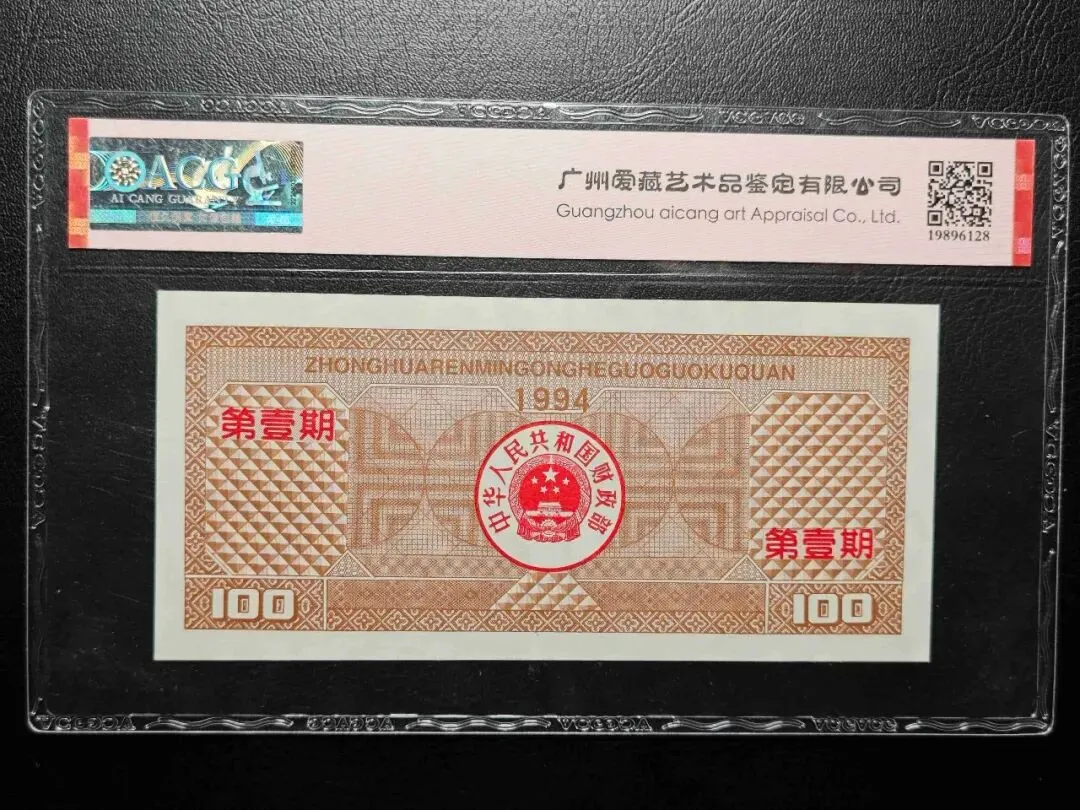 ACG
AI CANG GUARANTY
广州爱藏艺术品鉴定有限公司
Guangzhou aicang art Appraisal Co., Ltd.
19896128
ZHONGHUARENMINGONGHEGUOGUOKUQUAN
1994
第壹期
中华人民共和国财政部
第壹期
100
100